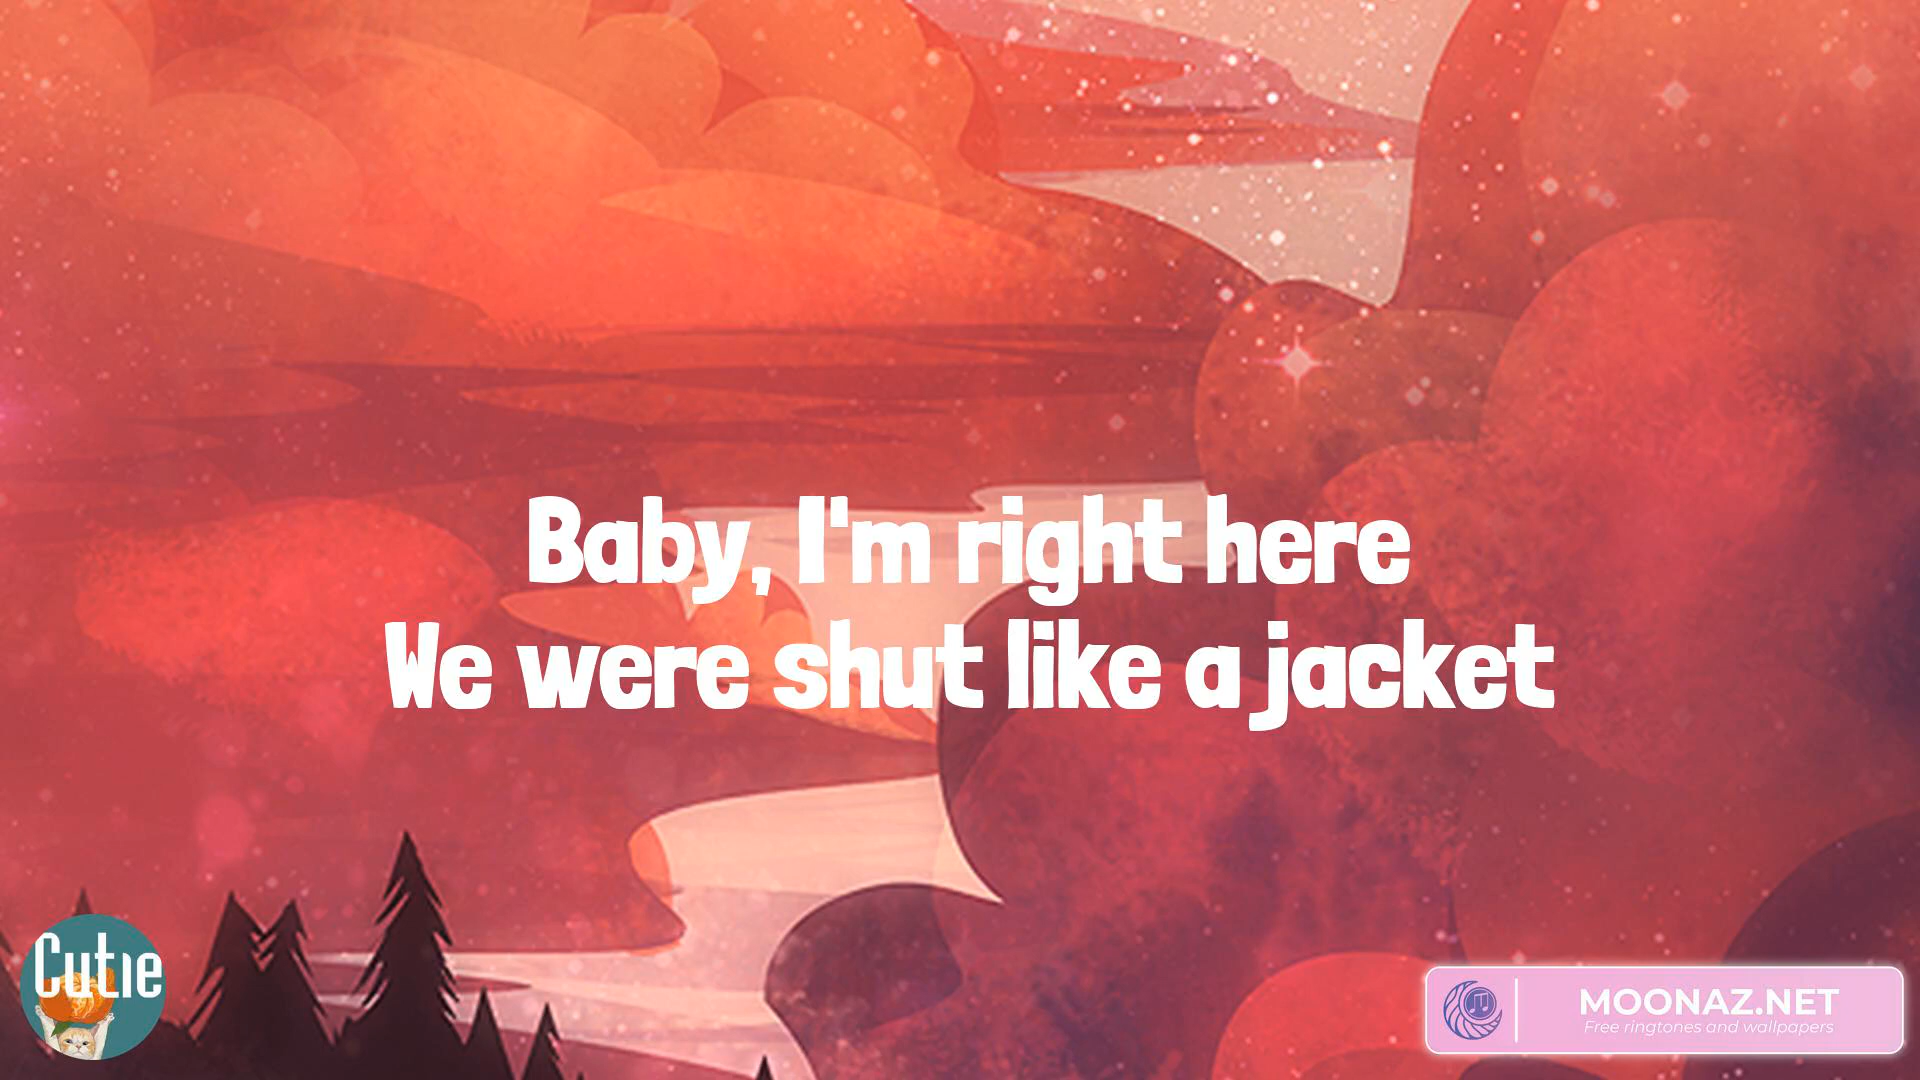 Baby, I'm right here
We were shut like a jacket
Cutie
MOONAZ.NET
Free ringtones and wallpapers